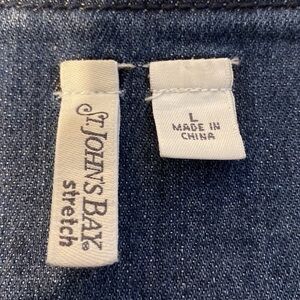 ST. JOHN'S BAY®
stretch
L
MADE IN
CHINA